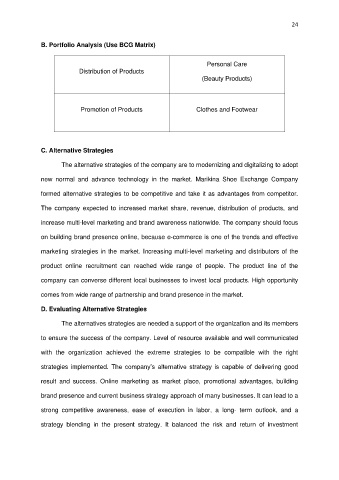 24
B. Portfolio Analysis (Use BCG Matrix)
Distribution of Products
Personal Care
(Beauty Products)
Promotion of Products
Clothes and Footwear
C. Alternative Strategies
The alternative strategies of the company are to modernizing and digitalizing to adopt
new normal and advance technology in the market. Marikina Shoe Exchange Company
formed alternative strategies to be competitive and take it as advantages from competitor.
The company expected to increased market share, revenue, distribution of products, and
increase multi-level marketing and brand awareness nationwide. The company should focus
on building brand presence online, because e-commerce is one of the trends and effective
marketing strategies in the market. Increasing multi-level marketing and distributors of the
product online recruitment can reached wide range of people. The product line of the
company can converse different local businesses to invest local products. High opportunity
comes from wide range of partnership and brand presence in the market.
D. Evaluating Alternative Strategies
The alternatives strategies are needed a support of the organization and its members
to ensure the success of the company. Level of resource available and well communicated
with the organization achieved the extreme strategies to be compatible with the right
strategies implemented. The company's alternative strategy is capable of delivering good
result and success. Online marketing as market place, promotional advantages, building
brand presence and current business strategy approach of many businesses. It can lead to a
strong competitive awareness, ease of execution in labor, a long- term outlook, and a
strategy blending in the present strategy. It balanced the risk and return of investment